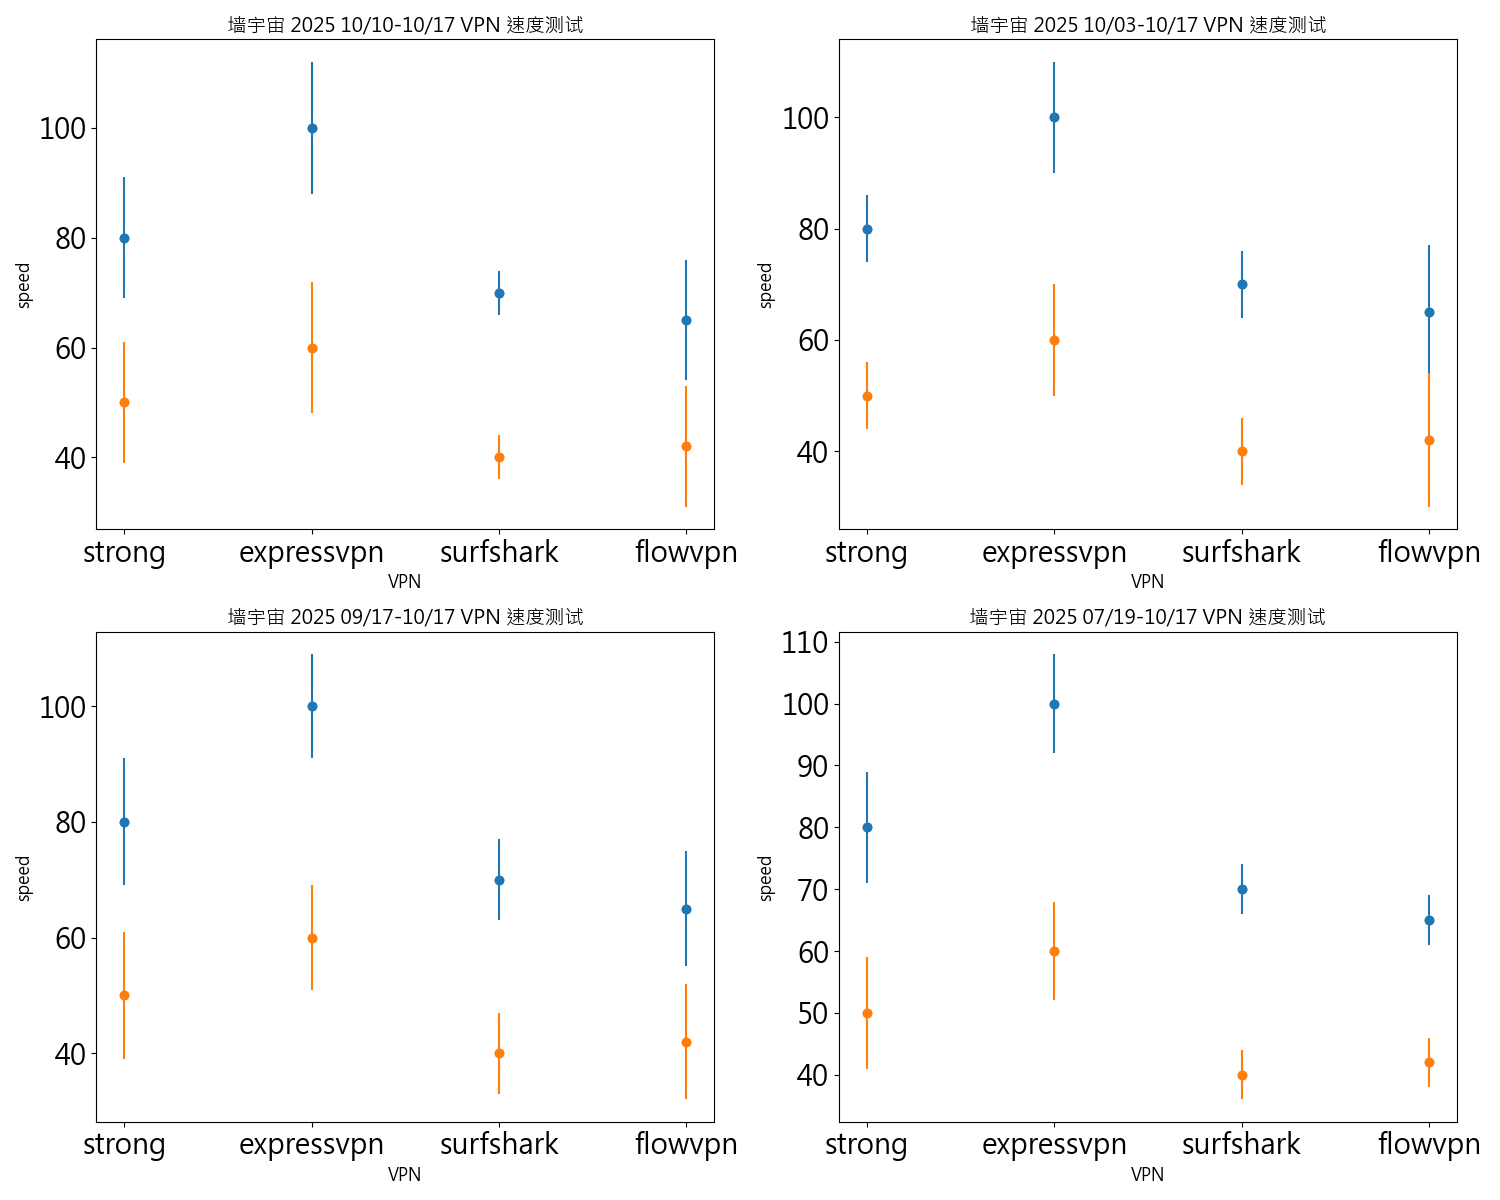 墙宇宙 2025 10/10-10/17 VPN 速度测试
speed
100
80
60
40
strong expressvpn surfshark flowvpn
VPN
墙宇宙 2025 10/03-10/17 VPN 速度测试
speed
100
80
60
40
strong expressvpn surfshark flowvpn
VPN
墙宇宙 2025 09/17-10/17 VPN 速度测试
speed
100
80
60
40
strong expressvpn surfshark flowvpn
VPN
墙宇宙 2025 07/19-10/17 VPN 速度测试
speed
110
100
90
80
70
60
50
40
strong expressvpn surfshark flowvpn
VPN